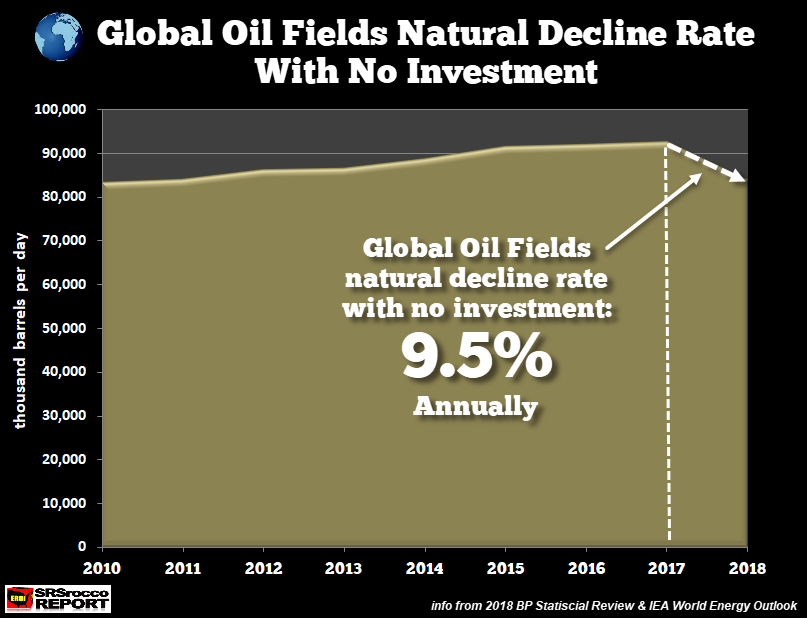 Global Oil Fields Natural Decline Rate
With No Investment
thousand barrels per day
100,000
90,000
80,000
70,000
60,000
50,000
40,000
30,000
20,000
10,000
0
Global Oil Fields
natural decline rate
with no investment:
9.5%
Annually
2010 2011 2012 2013 2014 2015 2016 2017 2018
EROI
SRSrocco
REPORT
info from 2018 BP Statiscial Review & IEA World Energy Outlook